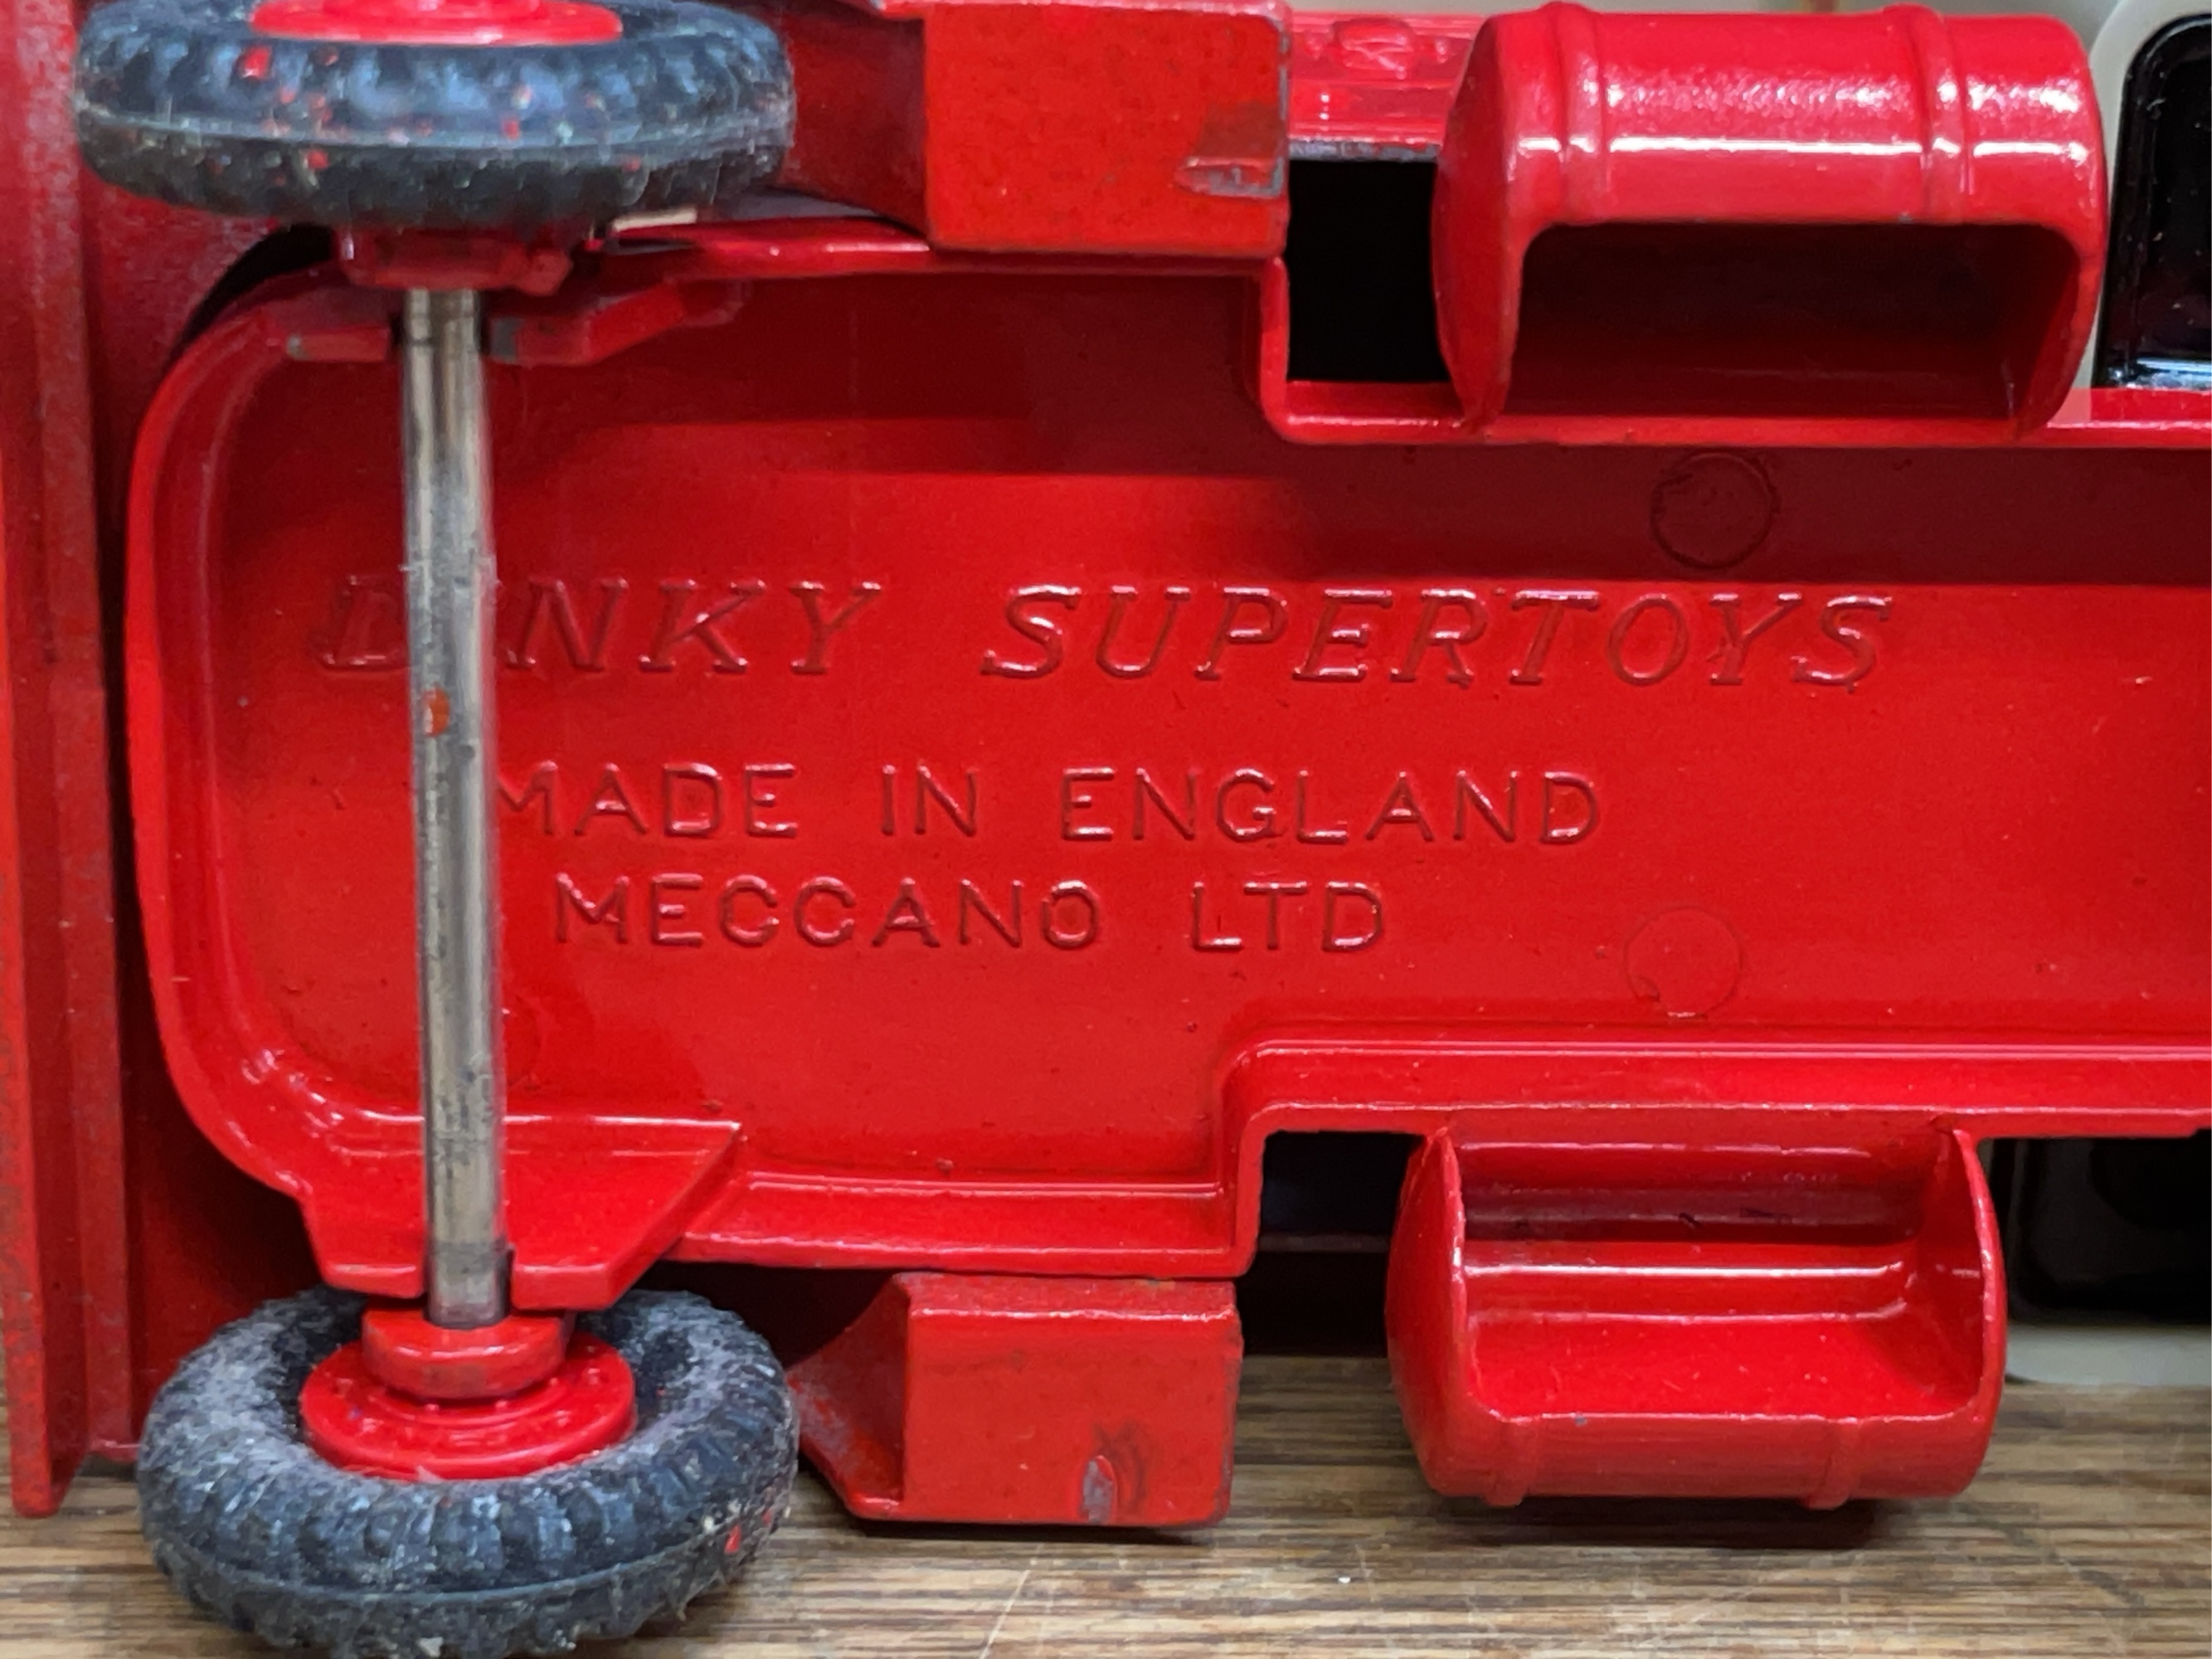 DINKY SUPERTOYS
MADE IN ENGLAND
MECCANO LTD